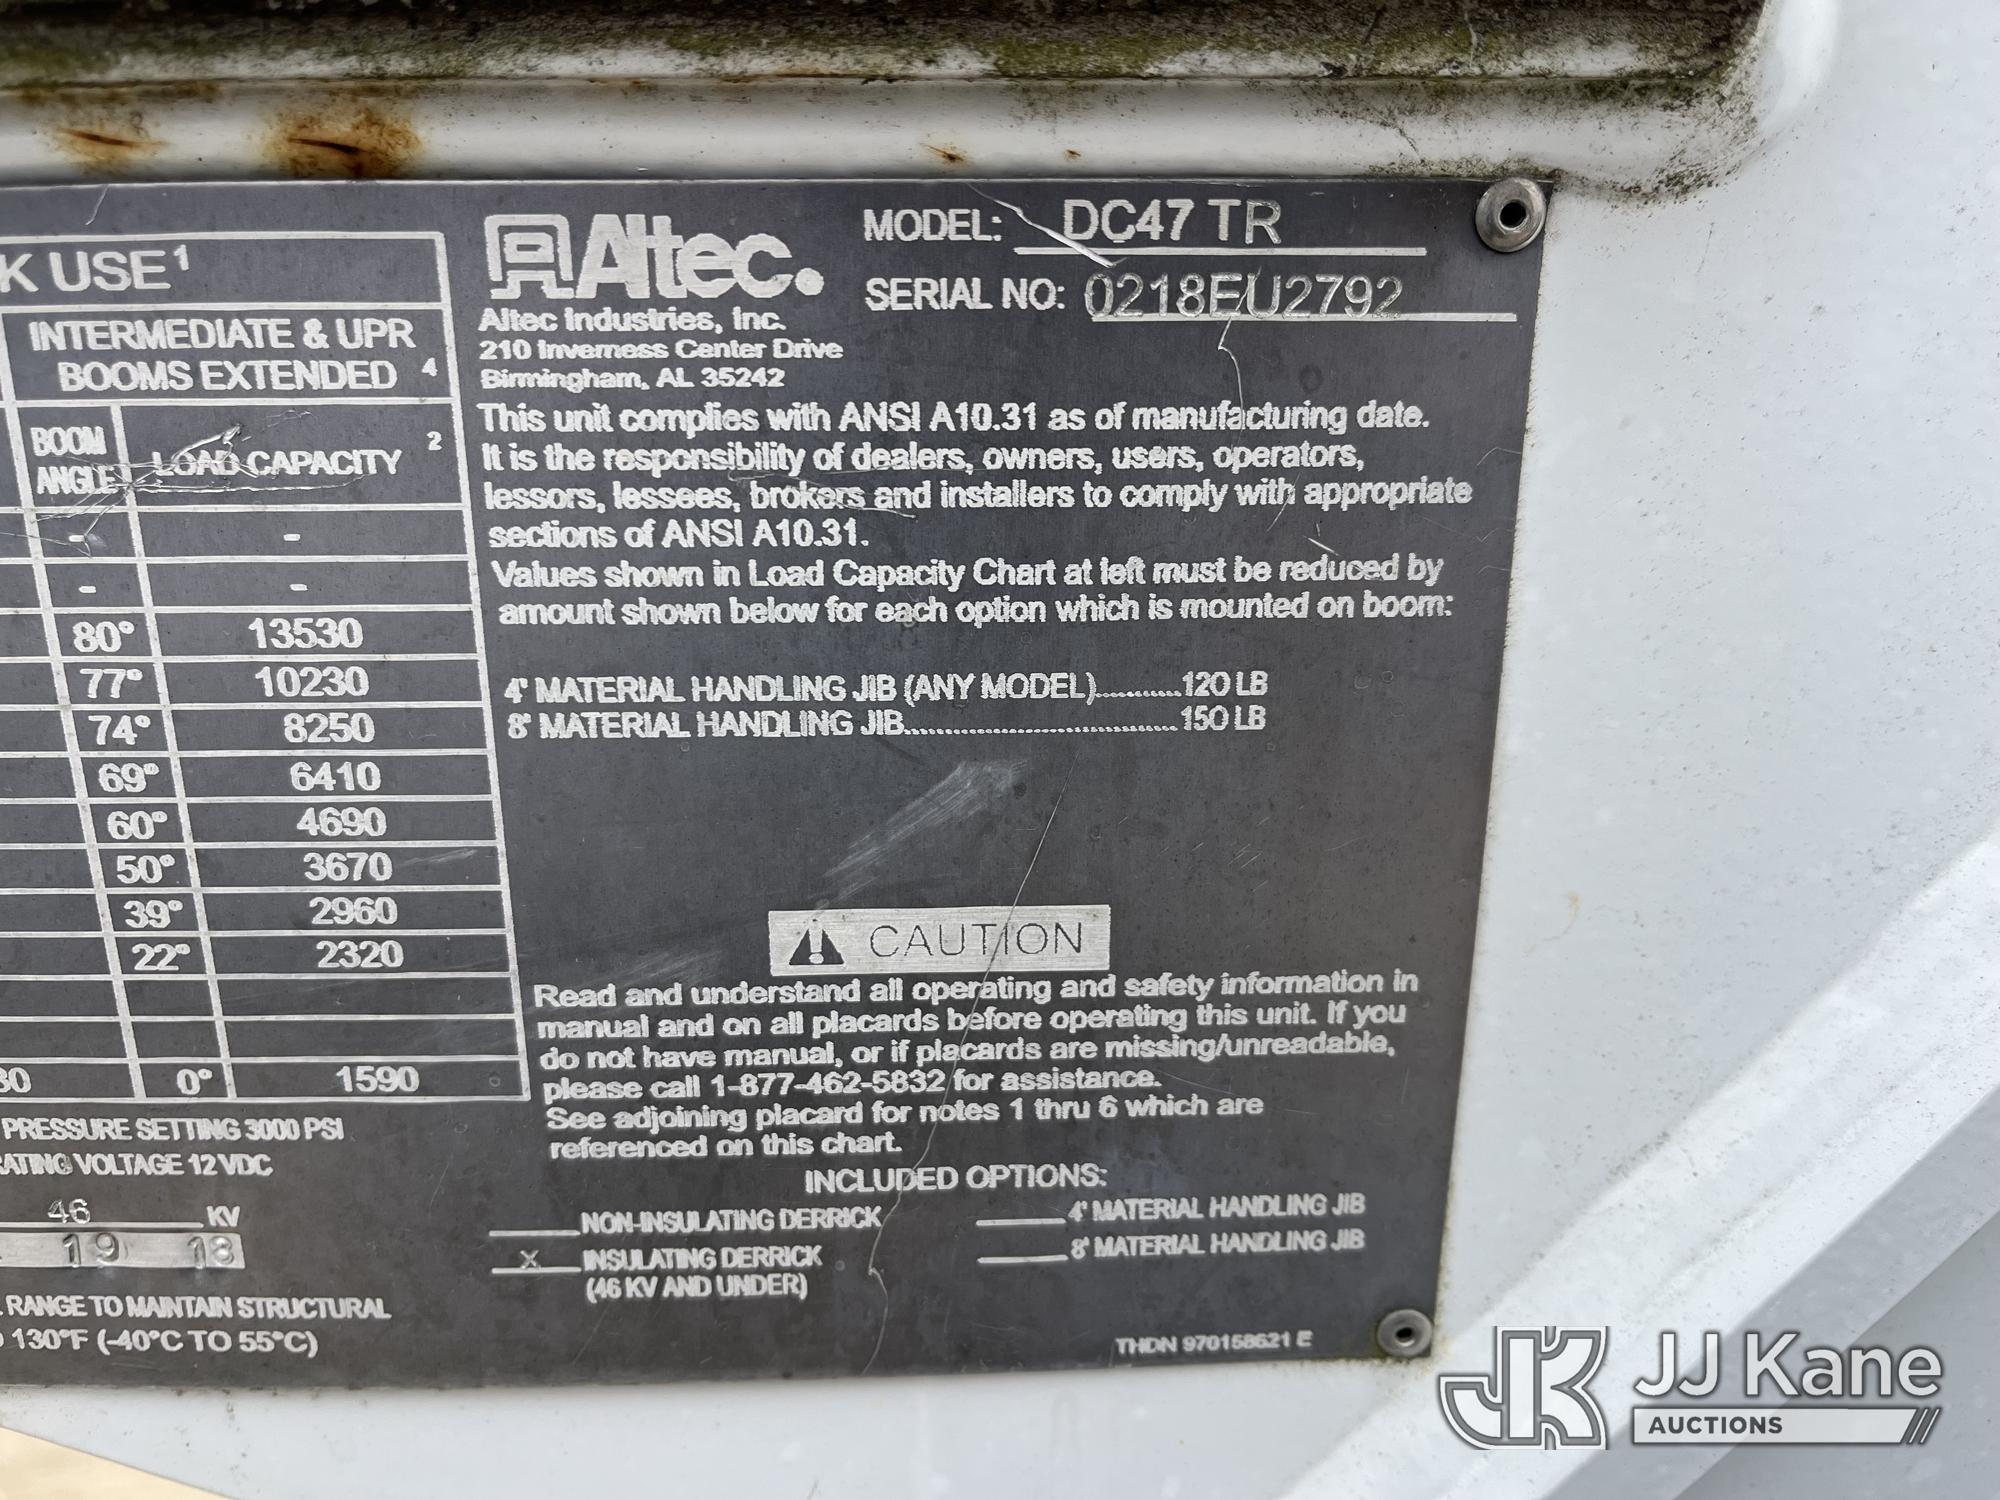 K USE¹
INTERMEDIATE & UPR
BOOMS EXTENDED 4
BOOM
ANGLE
LOAD CAPACITY 2
- -
- -
80° 13530
77° 10230
74° 8250
69° 6410
60° 4690
50° 3670
39° 2960
22° 2320
0° 1590
PRESSURE SETTING 3000 PSI
VOLTAGE 12 VDC
46 KV
19 18
RANGE TO MAINTAIN STRUCTURAL
130°F (-40°C TO 55°C)
Altec.
Altec Industries, Inc.
210 Inverness Center Drive
Birmingham, AL 35242
MODEL: DC47 TR
SERIAL NO: 0218EU2792
This unit complies with ANSI A10.31 as of manufacturing date.
It is the responsibility of dealers, owners, users, operators,
lessors, lessees, brokers and installers to comply with appropriate
sections of ANSI A10.31.
Values shown in Load Capacity Chart at left must be reduced by
amount shown below for each option which is mounted on boom:
4' MATERIAL HANDLING JIB (ANY MODEL)............120 LB
8' MATERIAL HANDLING JIB..................................150 LB
CAUTION
Read and understand all operating and safety information in
manual and on all placards before operating this unit. If you
do not have manual, or if placards are missing/unreadable,
please call 1-877-462-5832 for assistance.
See adjoining placard for notes 1 thru 6 which are
referenced on this chart.
INCLUDED OPTIONS:
NON-INSULATING DERRICK
X INSULATING DERRICK
(46 KV AND UNDER)
4' MATERIAL HANDLING JIB
8' MATERIAL HANDLING JIB
THDN 970158621 E
JK JJ Kane
AUCTIONS